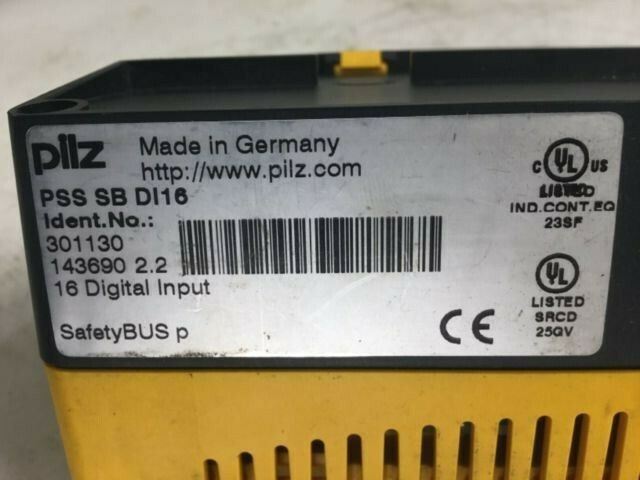 pilz
Made in Germany
http://www.pilz.com
PSS SB DI16
Ident.No.:
301130
143690 2.2
16 Digital Input
SafetyBUS p
CE
C UL US
LISTED
IND.CONT.EQ
23SF
UL
LISTED
SRCD
25GV